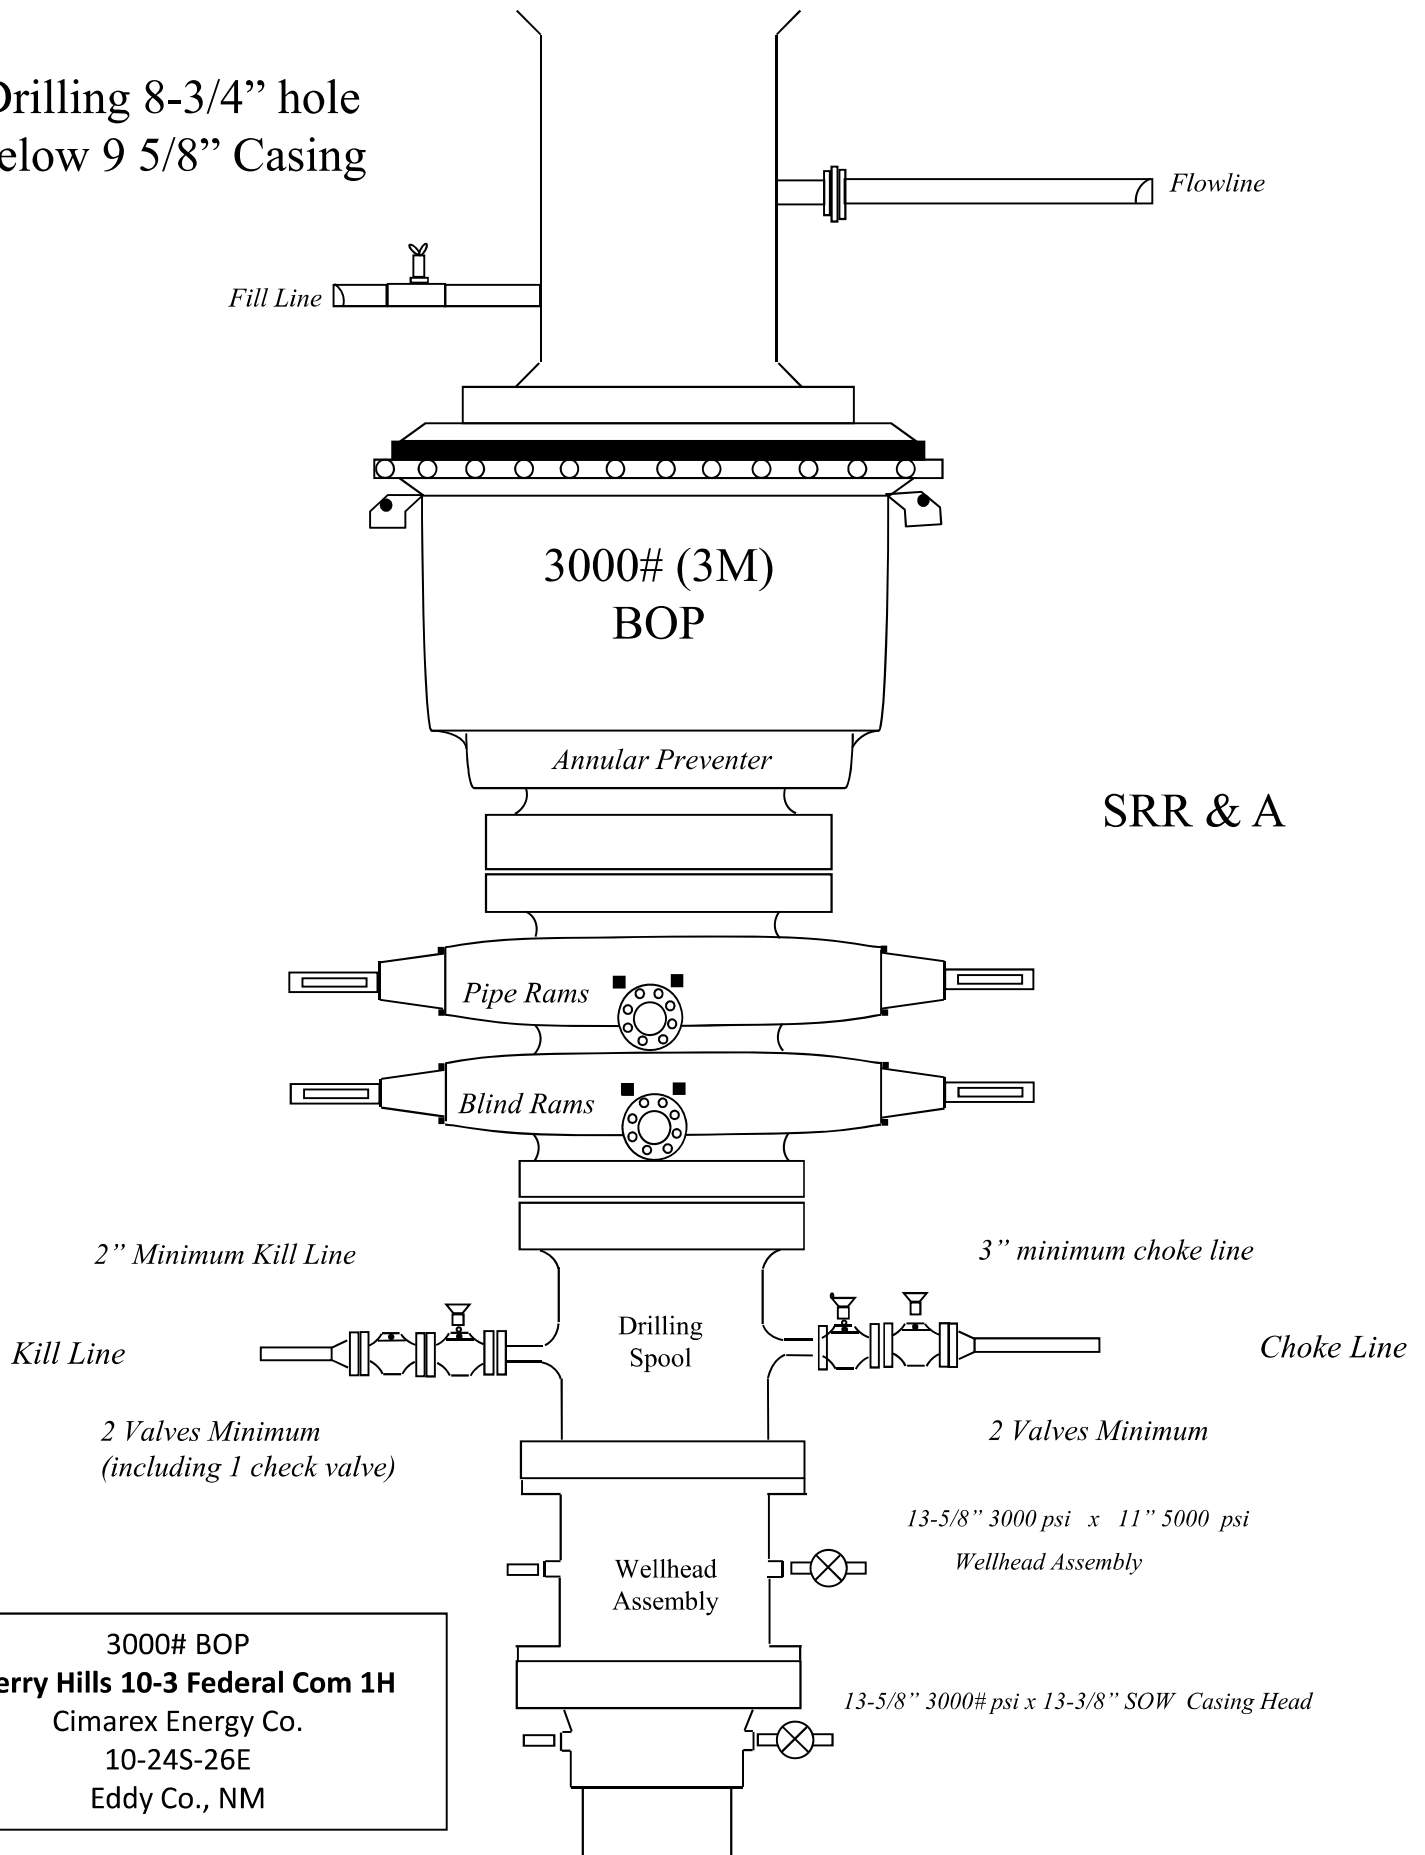 Drilling 8-3/4” hole
elow 9 5/8” Casing
Flowline
Fill Line
3000# (3M)
BOP
Annular Preventer
SRR & A
Pipe Rams
Blind Rams
2” Minimum Kill Line
3” minimum choke line
Drilling
Spool
Kill Line
Choke Line
2 Valves Minimum
(including 1 check valve)
2 Valves Minimum
13-5/8” 3000 psi x 11” 5000 psi
Wellhead Assembly
Wellhead
Assembly
3000# BOP
erry Hills 10-3 Federal Com 1H
Cimarex Energy Co.
10-24S-26E
Eddy Co., NM
13-5/8” 3000# psi x 13-3/8” SOW Casing Head